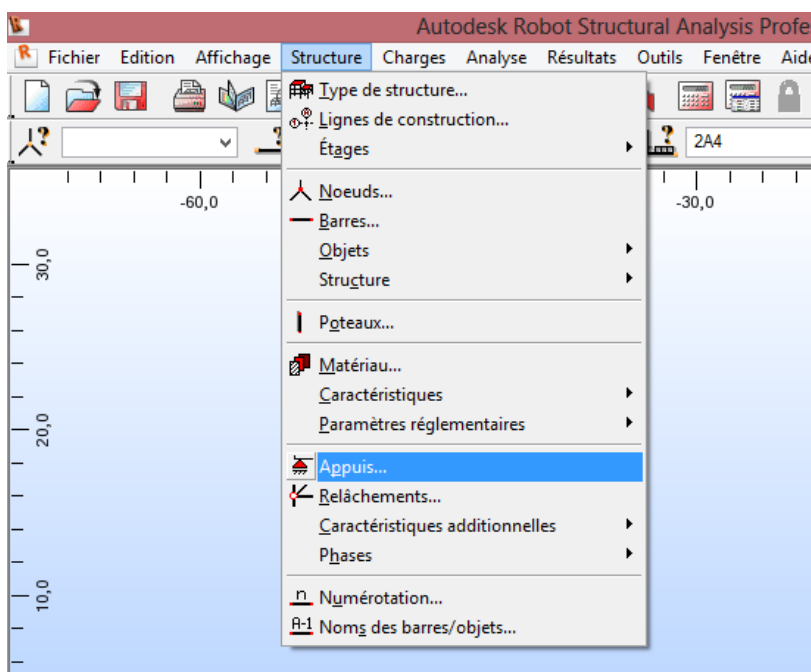 Autodesk Robot Structural Analysis Profe
Fichier Edition Affichage Structure Charges Analyse Résultats Outils Fenêtre Aide
Type de structure...
Lignes de construction...
Étages
2A4
-60,0
-30,0
Noeuds...
Barres...
Objets
30,0
Structure
Poteaux...
Matériau...
Caractéristiques
Paramètres réglementaires
20,0
Appuis...
Relâchements...
Caractéristiques additionnelles
Phases
10,0
n Numérotation...
A-1 Noms des barres/objets...